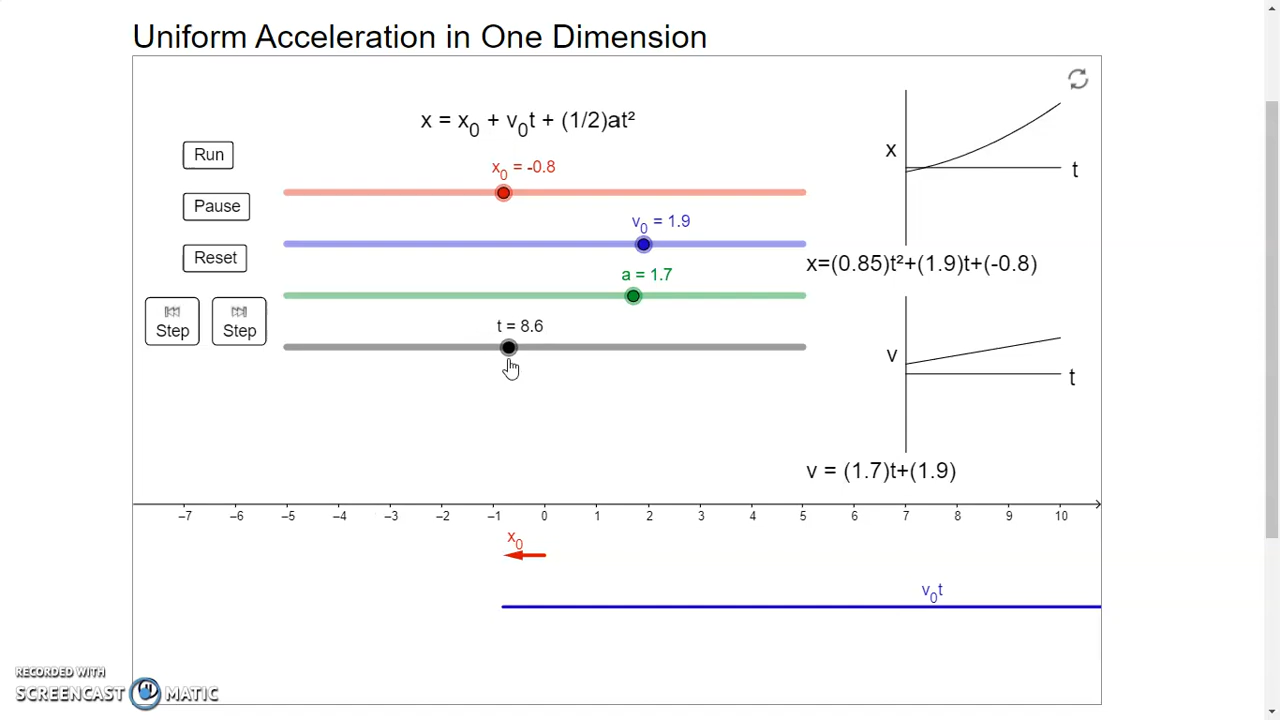 Uniform Acceleration in One Dimension
x = x₀ + v₀t + (1/2)at²
Run
Pause
Reset
Step
Step
x₀ = -0.8
v₀ = 1.9
a = 1.7
t = 8.6
x
t
x=(0.85)t²+(1.9)t+(-0.8)
v
t
v = (1.7)t+(1.9)
–7 –6 –5 –4 –3 –2 –1 0 1 2 3 4 5 6 7 8 9 10
x₀
v₀t
RECORDED WITH
SCREENCAST MATIC